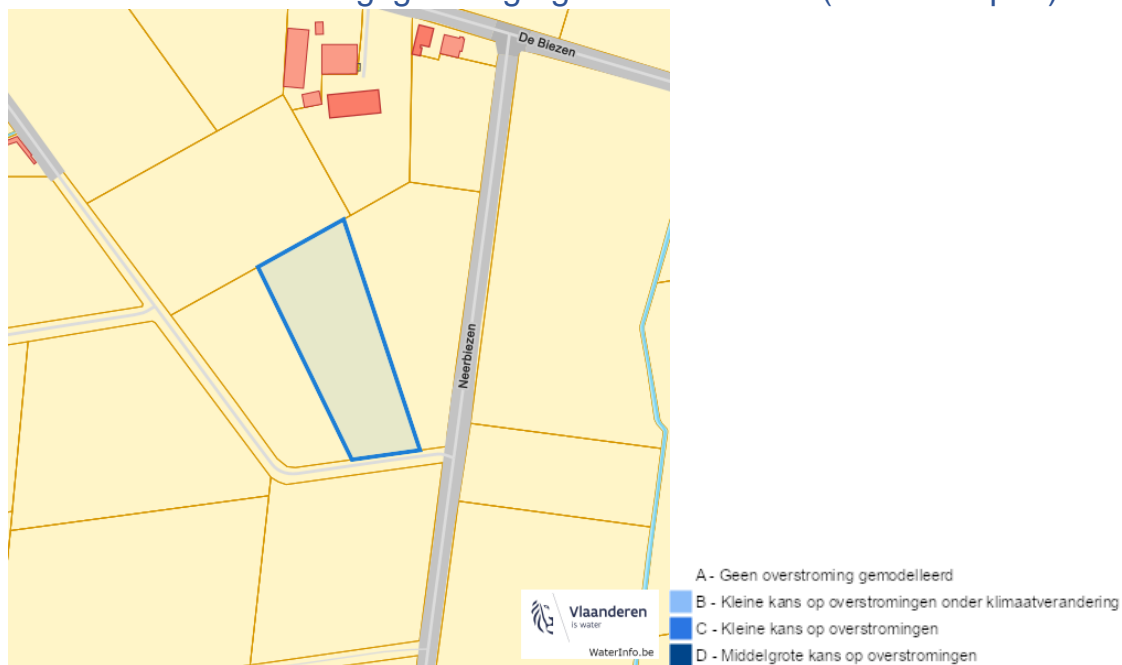 De Biezen
Neerbiezen
Vlaanderen
is water
WaterInfo.be
A - Geen overstroming gemodelleerd
B - Kleine kans op overstromingen onder klimaatverandering
C - Kleine kans op overstromingen
D - Middelgrote kans op overstromingen